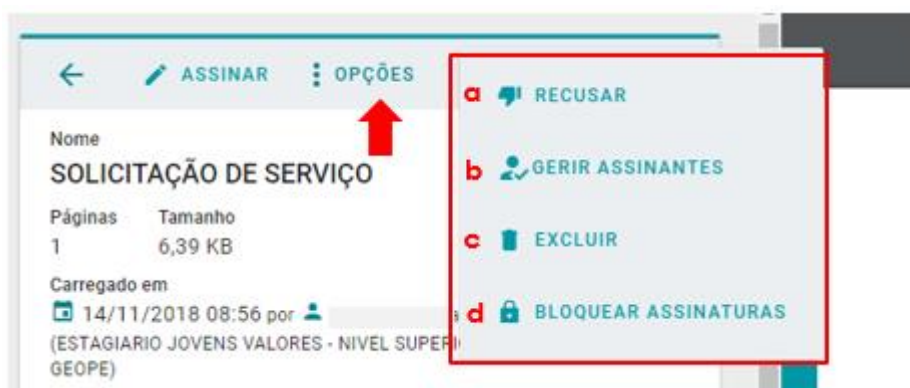 ASSINAR OPÇÕES
Nome
SOLICITAÇÃO DE SERVIÇO
Páginas Tamanho
1 6,39 KB
Carregado em
14/11/2018 08:56 por
(ESTAGIARIO JOVENS VALORES - NIVEL
GEOPE)
a RECUSAR
b GERIR ASSINANTES
c EXCLUIR
d BLOQUEAR ASSINATURAS